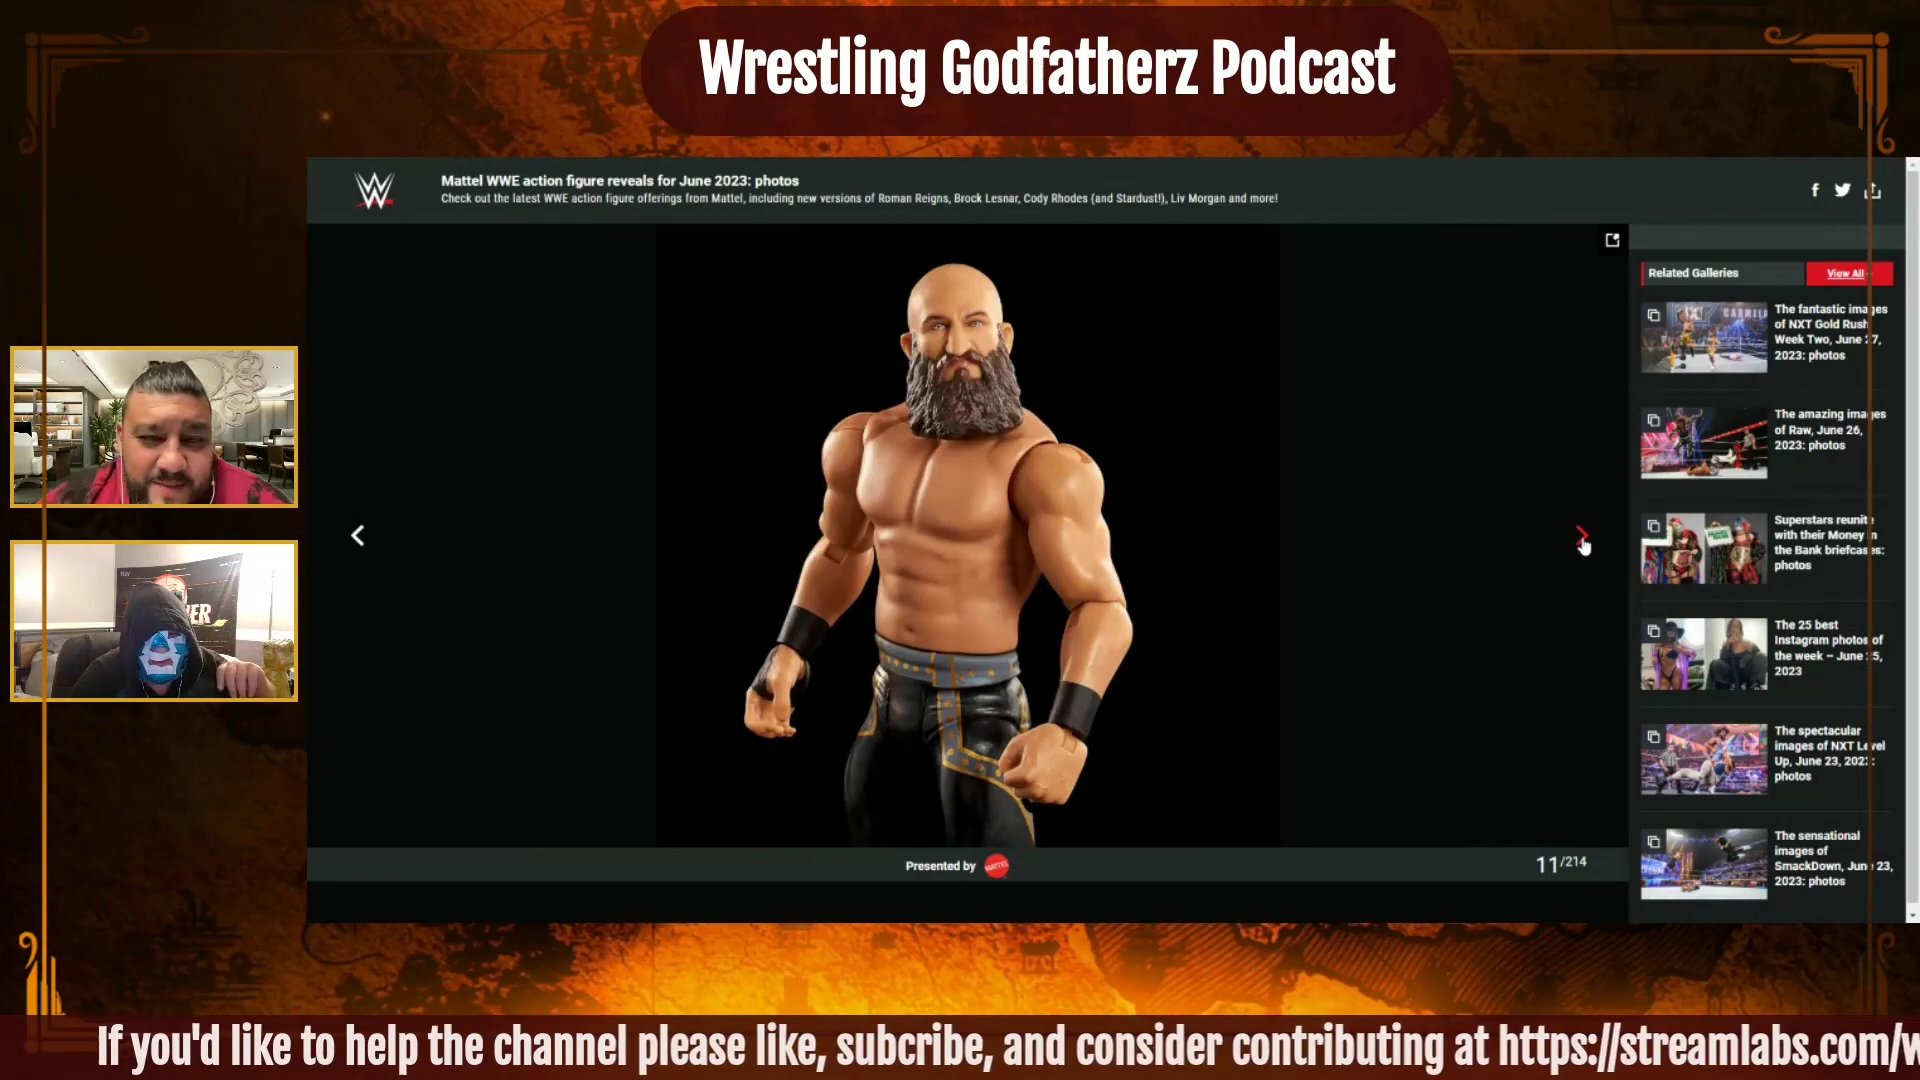 Wrestling Godfatherz Podcast
Mattel WWE action figure reveals for June 2023: photos
Check out the latest WWE action figure offerings from Mattel, including new versions of Roman Reigns, Brock Lesnar, Cody Rhodes (and Stardust!), Liv Morgan and more!
Related Galleries
View All
The fantastic images
of NXT Gold Rush
Week Two, June 27,
2023: photos
The amazing images
of Raw, June 26,
2023: photos
Superstars reunite
with their Money in
the Bank briefcases:
photos
The 25 best
Instagram photos of
the week – June 25,
2023
The spectacular
images of NXT Level
Up, June 23, 2023:
photos
The sensational
images of
SmackDown, June 23,
2023: photos
Presented by
MATTEL
11/214
If you'd like to help the channel please like, subcribe, and consider contributing at https://streamlabs.com/w